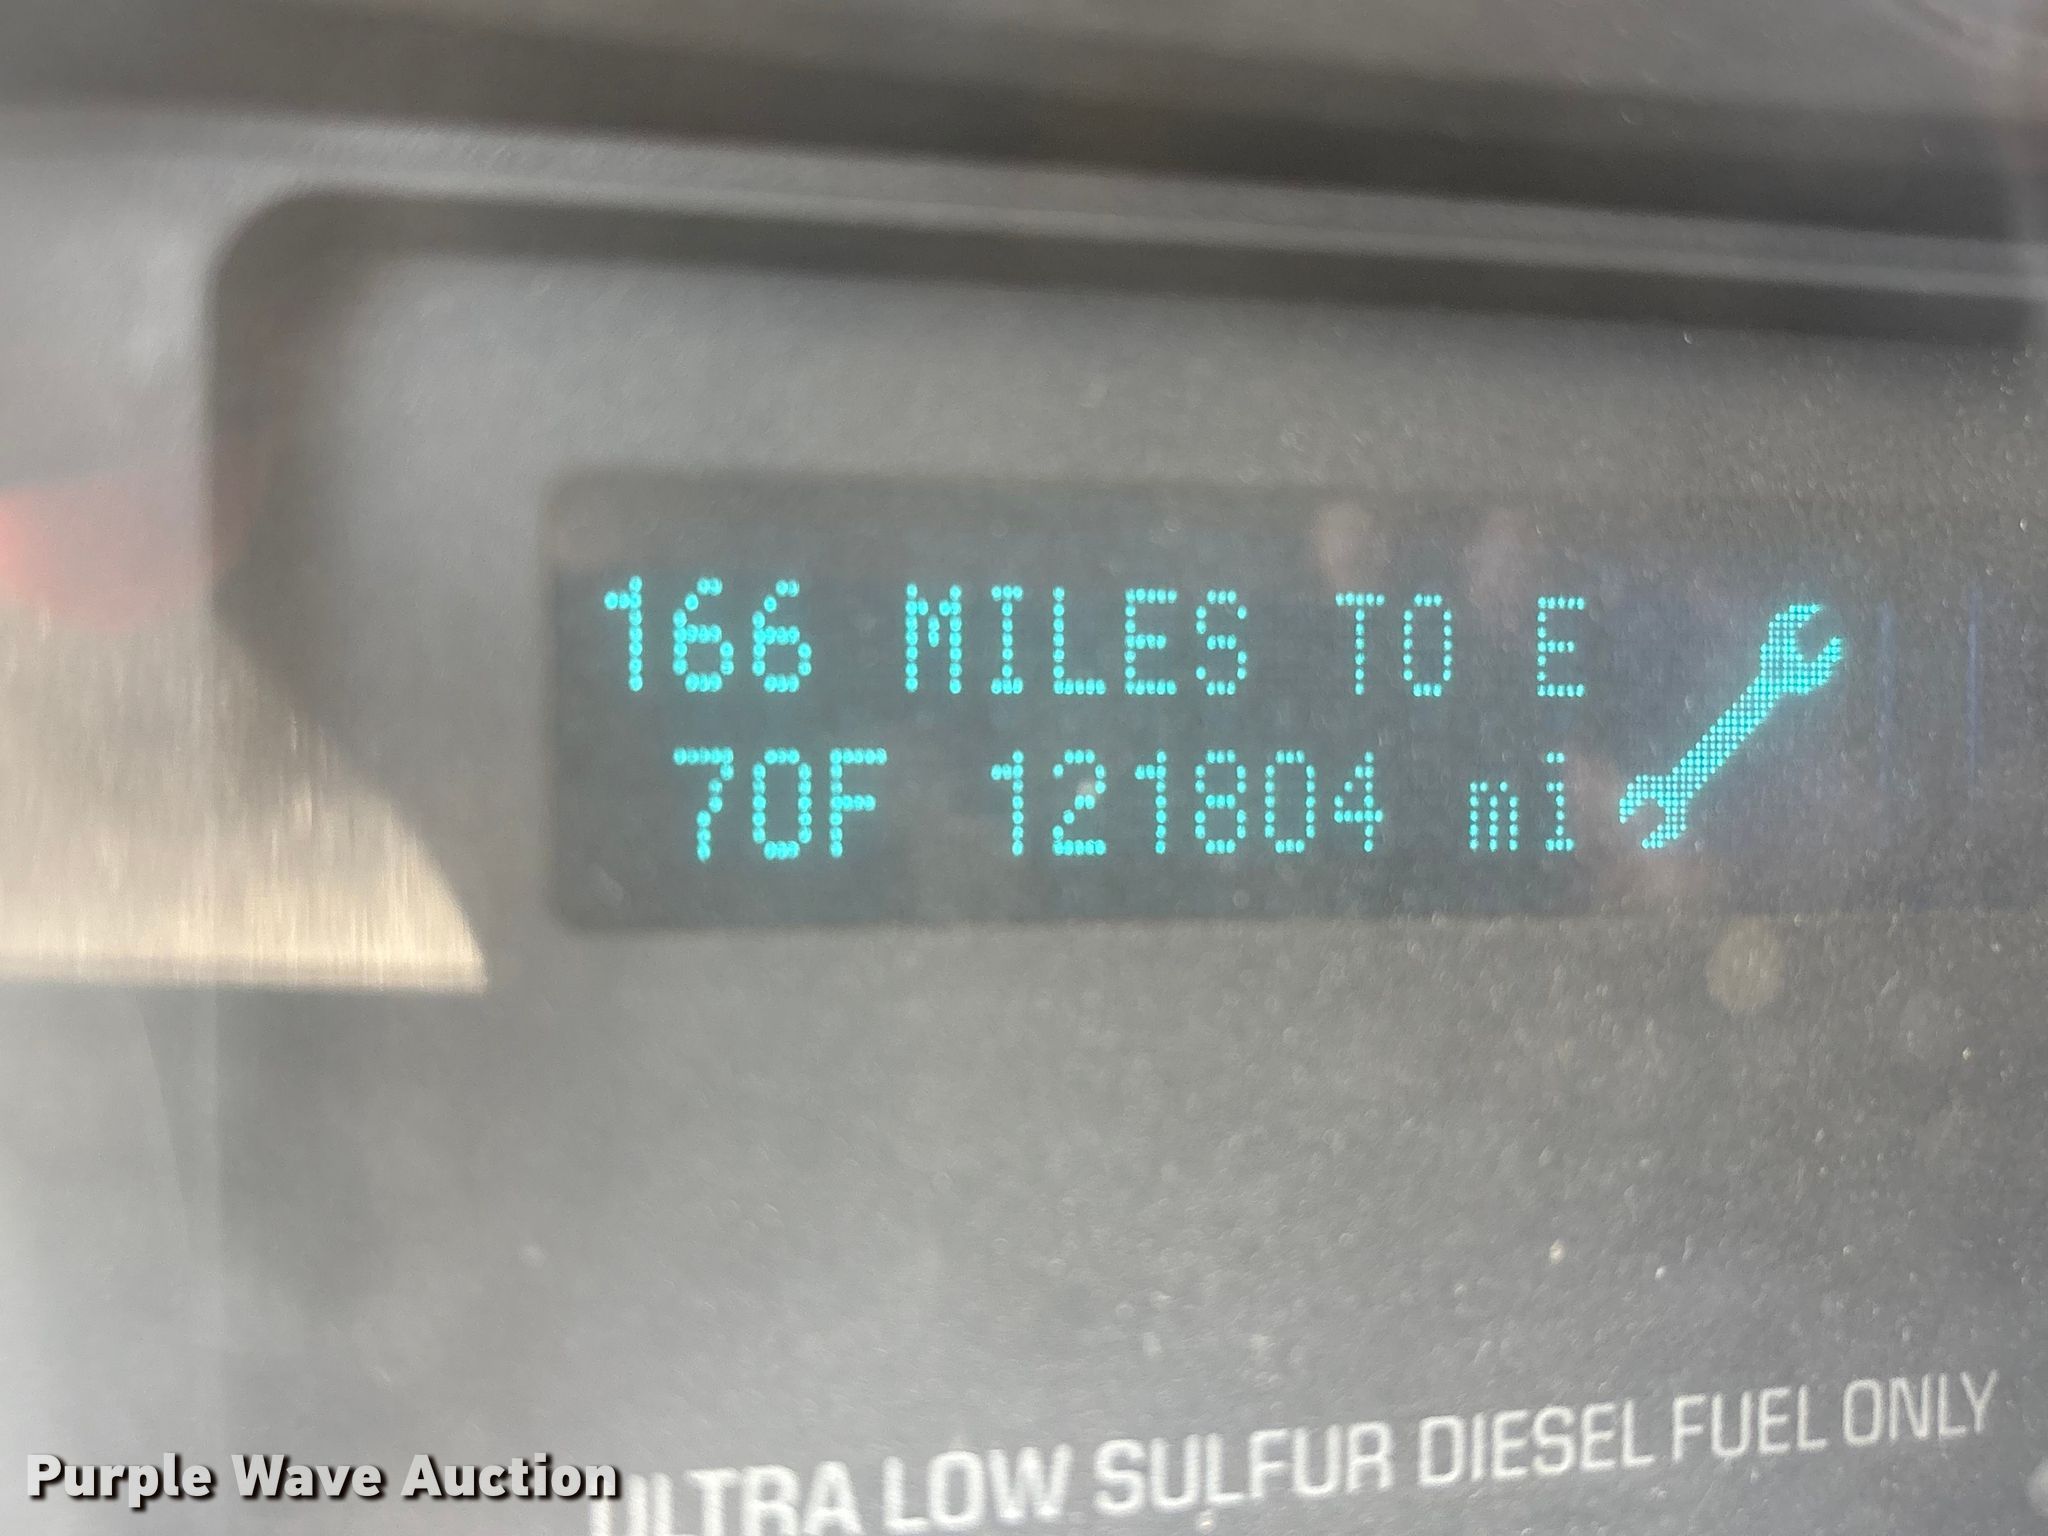 166 MILES TO E
70F 121804 mi
ULTRA LOW SULFUR DIESEL FUEL ONLY
Purple Wave Auction